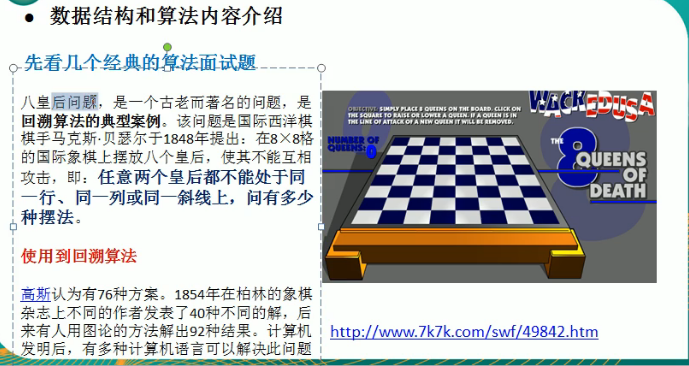 ● 数据结构和算法内容介绍
先看几个经典的算法面试题
八皇后问题，是一个古老而著名的问题，是
回溯算法的典型案例。该问题是国际西洋棋
棋手马克斯·贝瑟尔于1848年提出：在8×8格
的国际象棋上摆放八个皇后，使其不能互相
攻击，即：任意两个皇后都不能处于同
一行、同一列或同一斜线上，问有多少
种摆法。
使用到回溯算法
高斯认为有76种方案。1854年在柏林的象棋
杂志上不同的作者发表了40种不同的解，后
来有人用图论的方法解出92种结果。计算机
发明后，有多种计算机语言可以解决此问题
OBJECTIVE: SIMPLY PLACE 8 QUEENS ON THE BOARD. CLICK ON
THE SQUARE TO RAISE OR LOWER A QUEEN. IF A QUEEN IS IN
THE LINE OF ATTACK OF A NEW QUEEN IT WILL BE REMOVED.
WACKEDUSA
NUMBER OF
QUEENS: 0
THE 8
QUEENS
OF
DEATH
http://www.7k7k.com/swf/49842.htm